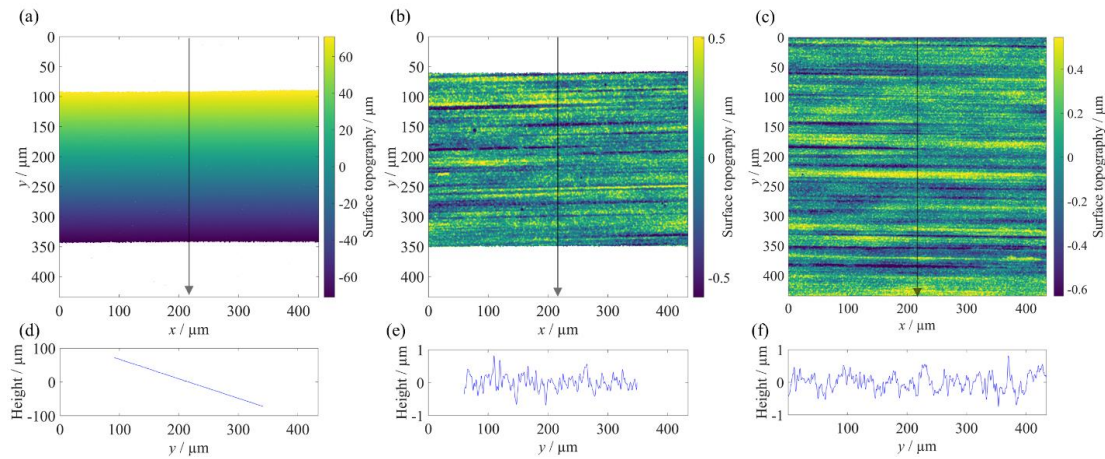 (a)
0
50
100
150
200
250
300
350
400
y / µm
0 100 200 300 400
x / µm
60
40
20
0
-20
-40
-60
Surface topography / µm
(b)
0
50
100
150
200
250
300
350
400
y / µm
0 100 200 300 400
x / µm
0.5
0
-0.5
Surface topography / µm
(c)
0
50
100
150
200
250
300
350
400
y / µm
0 100 200 300 400
x / µm
0.4
0.2
0
-0.2
-0.4
-0.6
Surface topography / µm
(d)
100
0
-100
Height / µm
0 100 200 300 400
y / µm
(e)
1
0
-1
Height / µm
0 100 200 300 400
y / µm
(f)
1
0
-1
Height / µm
100 200 300 400
y / µm